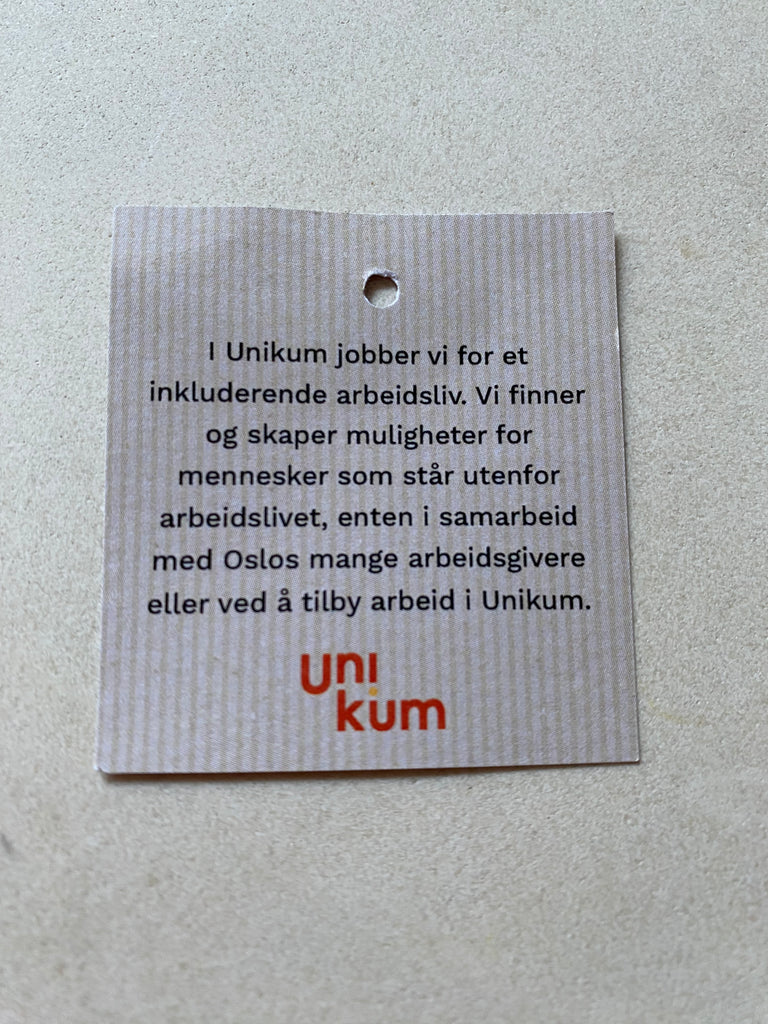 I Unikum jobber vi for et
inkluderende arbeidsliv. Vi finner
og skaper muligheter for
mennesker som står utenfor
arbeidslivet, enten i samarbeid
med Oslos mange arbeidsgivere
eller ved å tilby arbeid i Unikum.
uni
kum